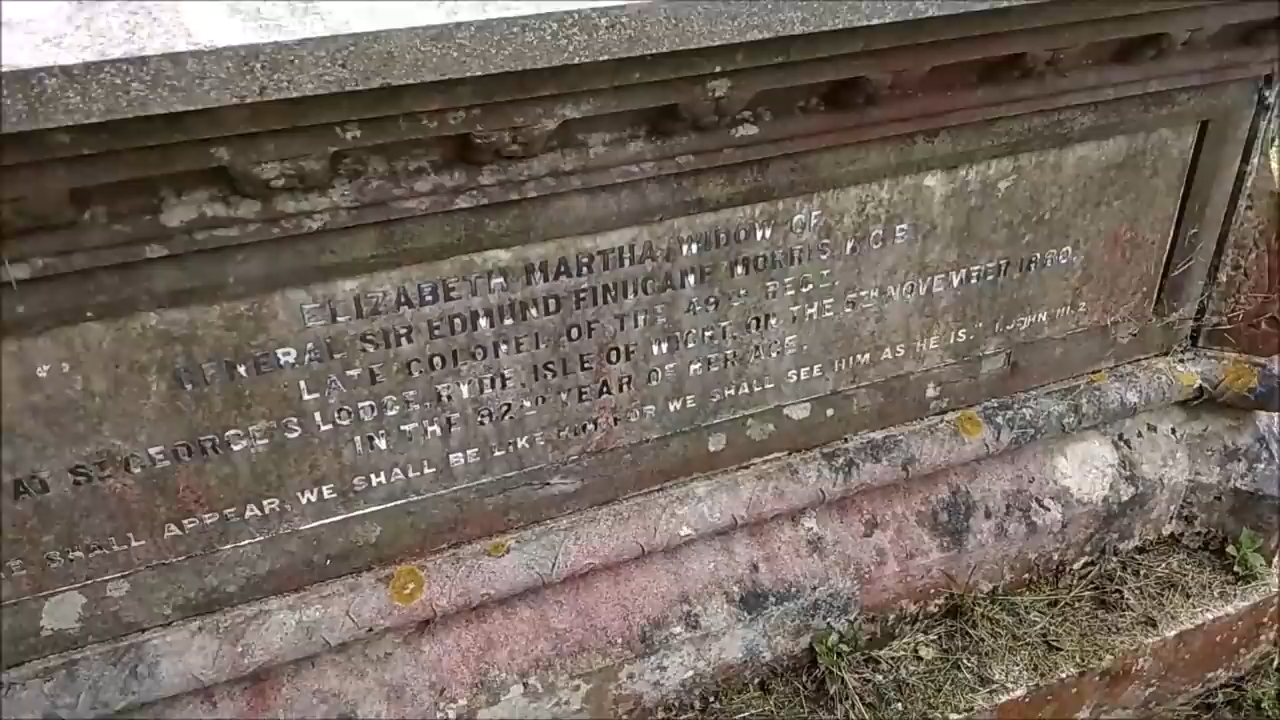 ELIZABETH MARTHA, WIDOW OF
GENERAL SIR EDMUND FINUCANE MORRIS, K.C.B.
LATE COLONEL OF THE 49TH REGT.
AT ST GEORGE'S LODGE, RYDE, ISLE OF WIGHT, ON THE 5TH NOVEMBER 1880.
IN THE 82ND YEAR OF HER AGE.
SHALL APPEAR, WE SHALL BE LIKE HIM, FOR WE SHALL SEE HIM AS HE IS." I. JOHN III. 2